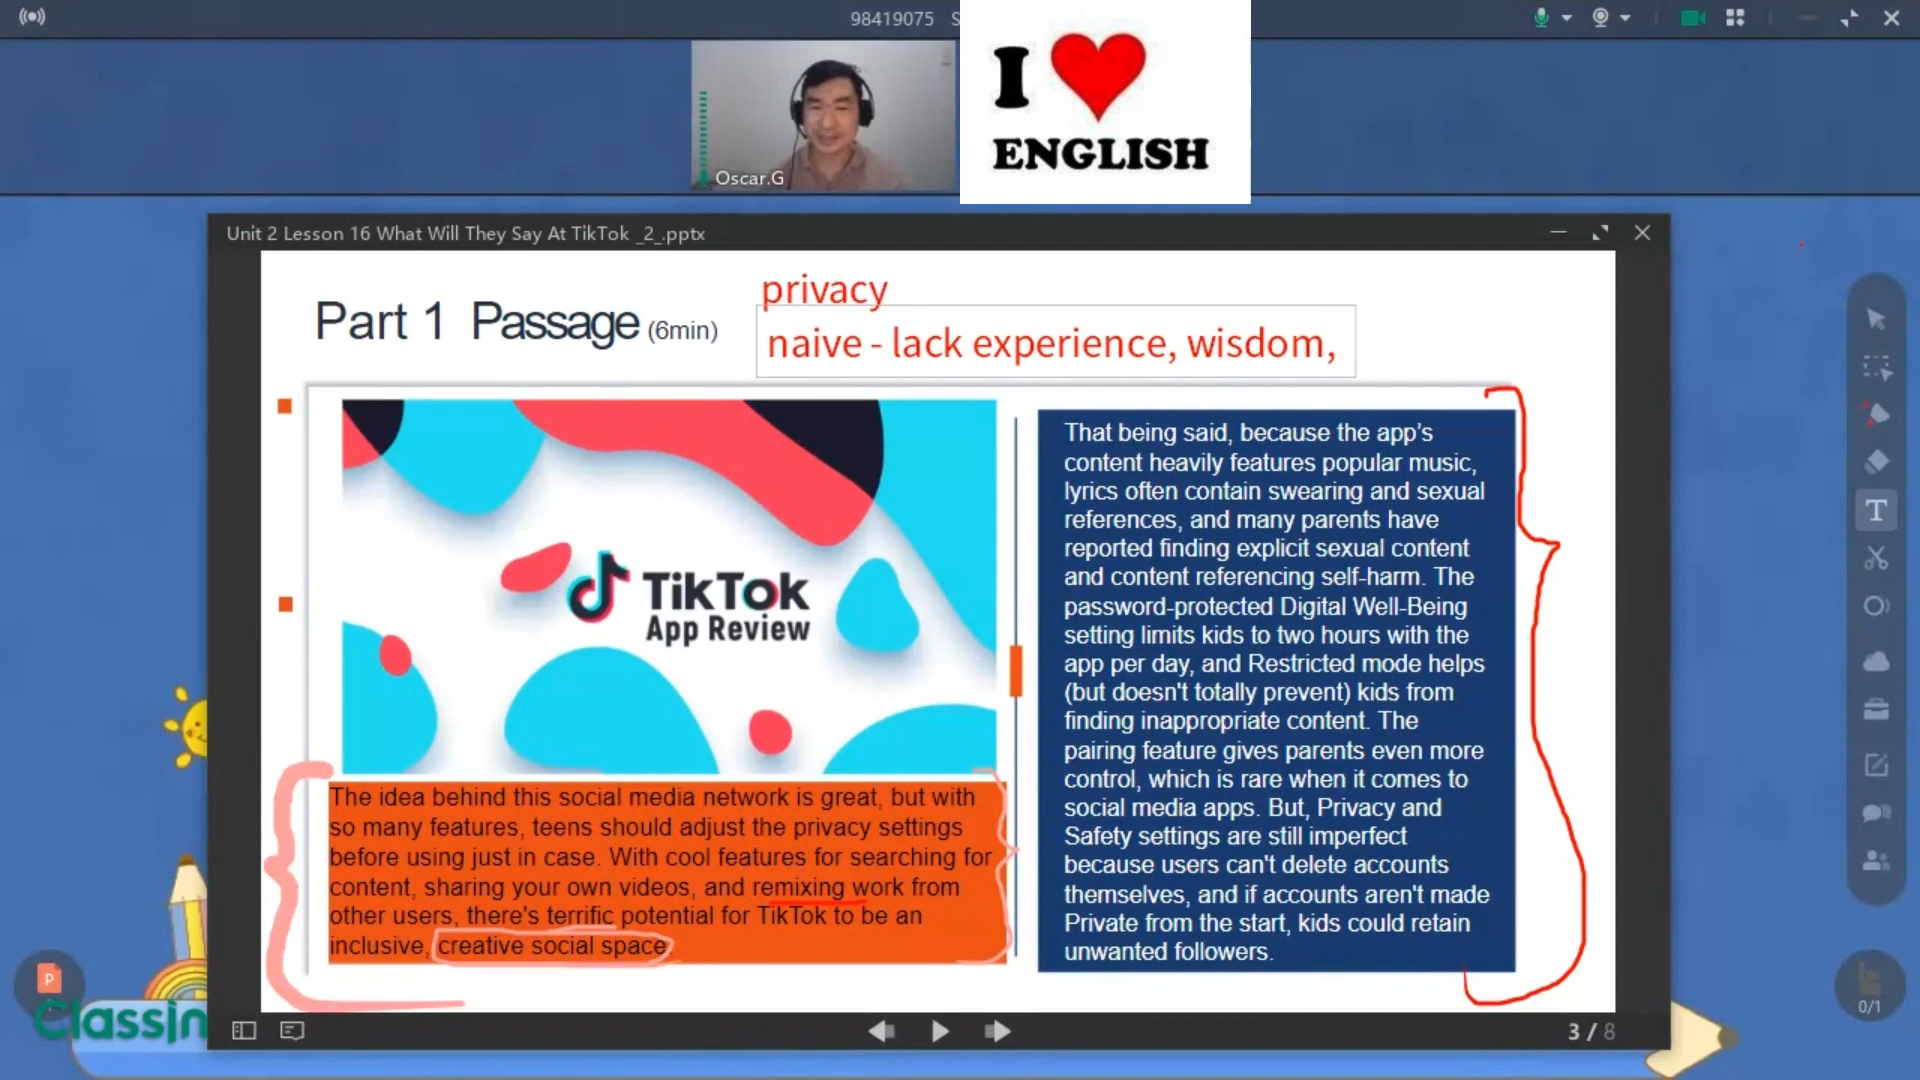 98419075 S
I
ENGLISH
Oscar.G
Unit 2 Lesson 16 What Will They Say At TikTok _2_.pptx
privacy
Part 1 Passage (6min)
naive - lack experience, wisdom,
TikTok
App Review
The idea behind this social media network is great, but with
so many features, teens should adjust the privacy settings
before using just in case. With cool features for searching for
content, sharing your own videos, and remixing work from
other users, there's terrific potential for TikTok to be an
inclusive, creative social space
That being said, because the app’s
content heavily features popular music,
lyrics often contain swearing and sexual
references, and many parents have
reported finding explicit sexual content
and content referencing self-harm. The
password-protected Digital Well-Being
setting limits kids to two hours with the
app per day, and Restricted mode helps
(but doesn't totally prevent) kids from
finding inappropriate content. The
pairing feature gives parents even more
control, which is rare when it comes to
social media apps. But, Privacy and
Safety settings are still imperfect
because users can't delete accounts
themselves, and if accounts aren't made
Private from the start, kids could retain
unwanted followers.
T
P
ClassIn
3 / 8
0/1